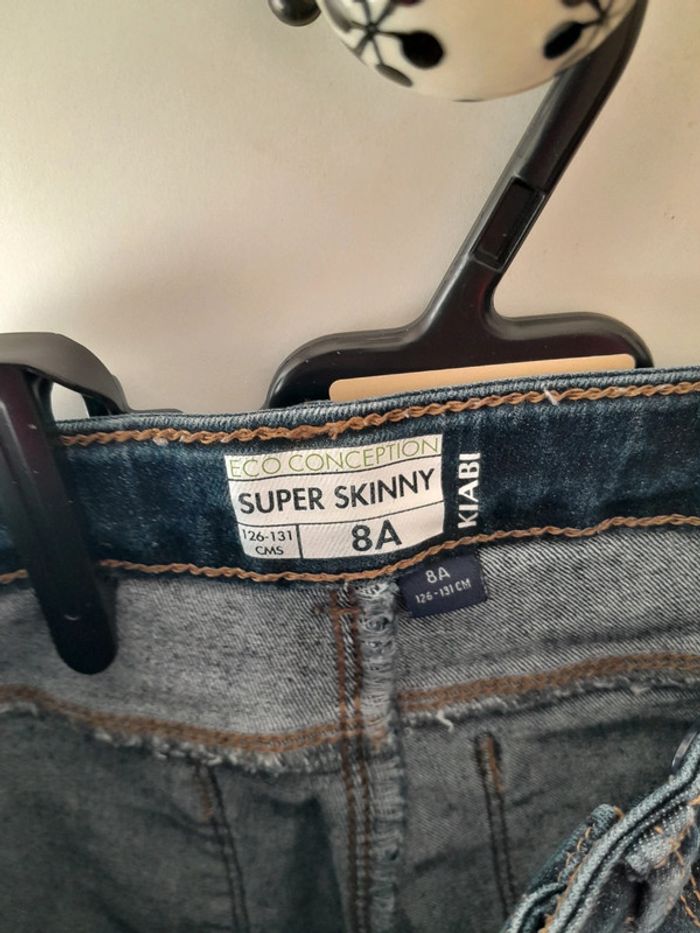 ECO CONCEPTION
SUPER SKINNY
126-131
CMS
8A
KIABI
8A
126-131 CM